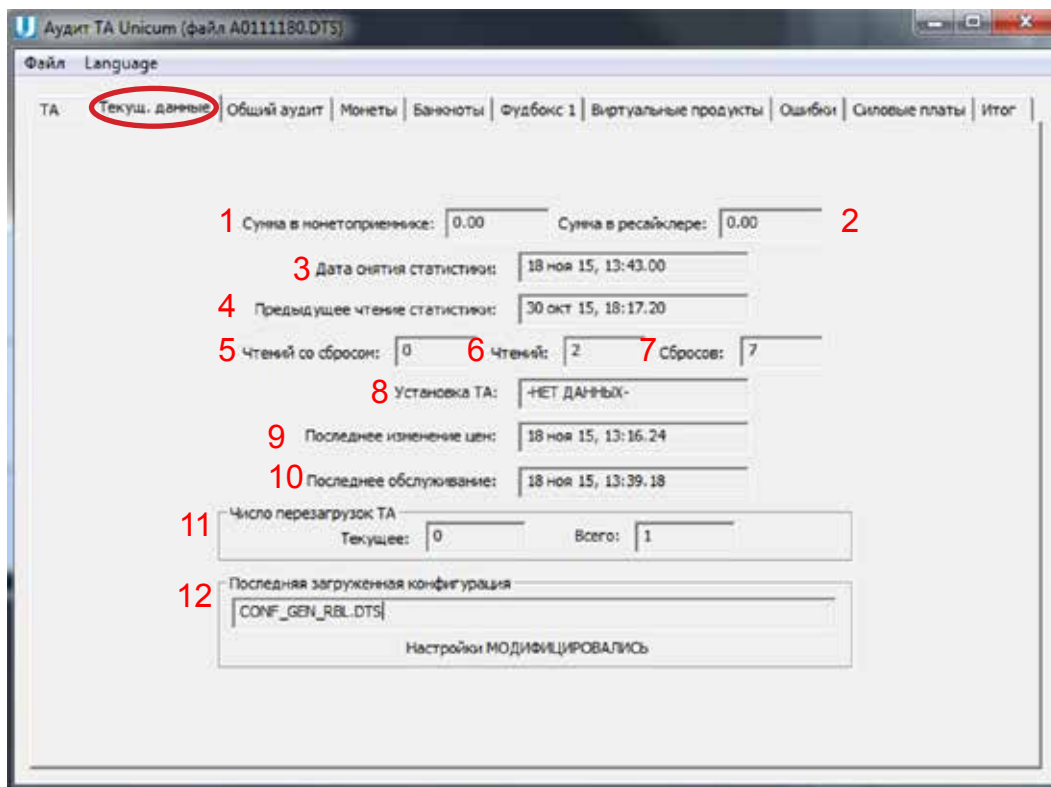 Аудит ТА Unicum (файл A0111180.DTS)
Файл Language
ТА Текущ. данные Общий аудит Монеты Банкноты Фудбокс 1 Виртуальные продукты Ошибки Силовые платы Итог
1 Сумма в монетоприемнике: 0.00 Сумма в ресайклере: 0.00 2
3 Дата снятия статистики: 18 ноя 15, 13:43.00
4 Предыдущее чтение статистики: 30 окт 15, 18:17.20
5 Чтений со сбросом: 0 6 Чтений: 2 7 Сбросов: 7
8 Установка ТА: -НЕТ ДАННЫХ-
9 Последнее изменение цен: 18 ноя 15, 13:16.24
10 Последнее обслуживание: 18 ноя 15, 13:39.18
11 Число перезагрузок ТА
Текущее: 0 Всего: 1
12 Последняя загруженная конфигурация
CONF_GEN_RBL.DTS
Настройки МОДИФИЦИРОВАЛИСЬ